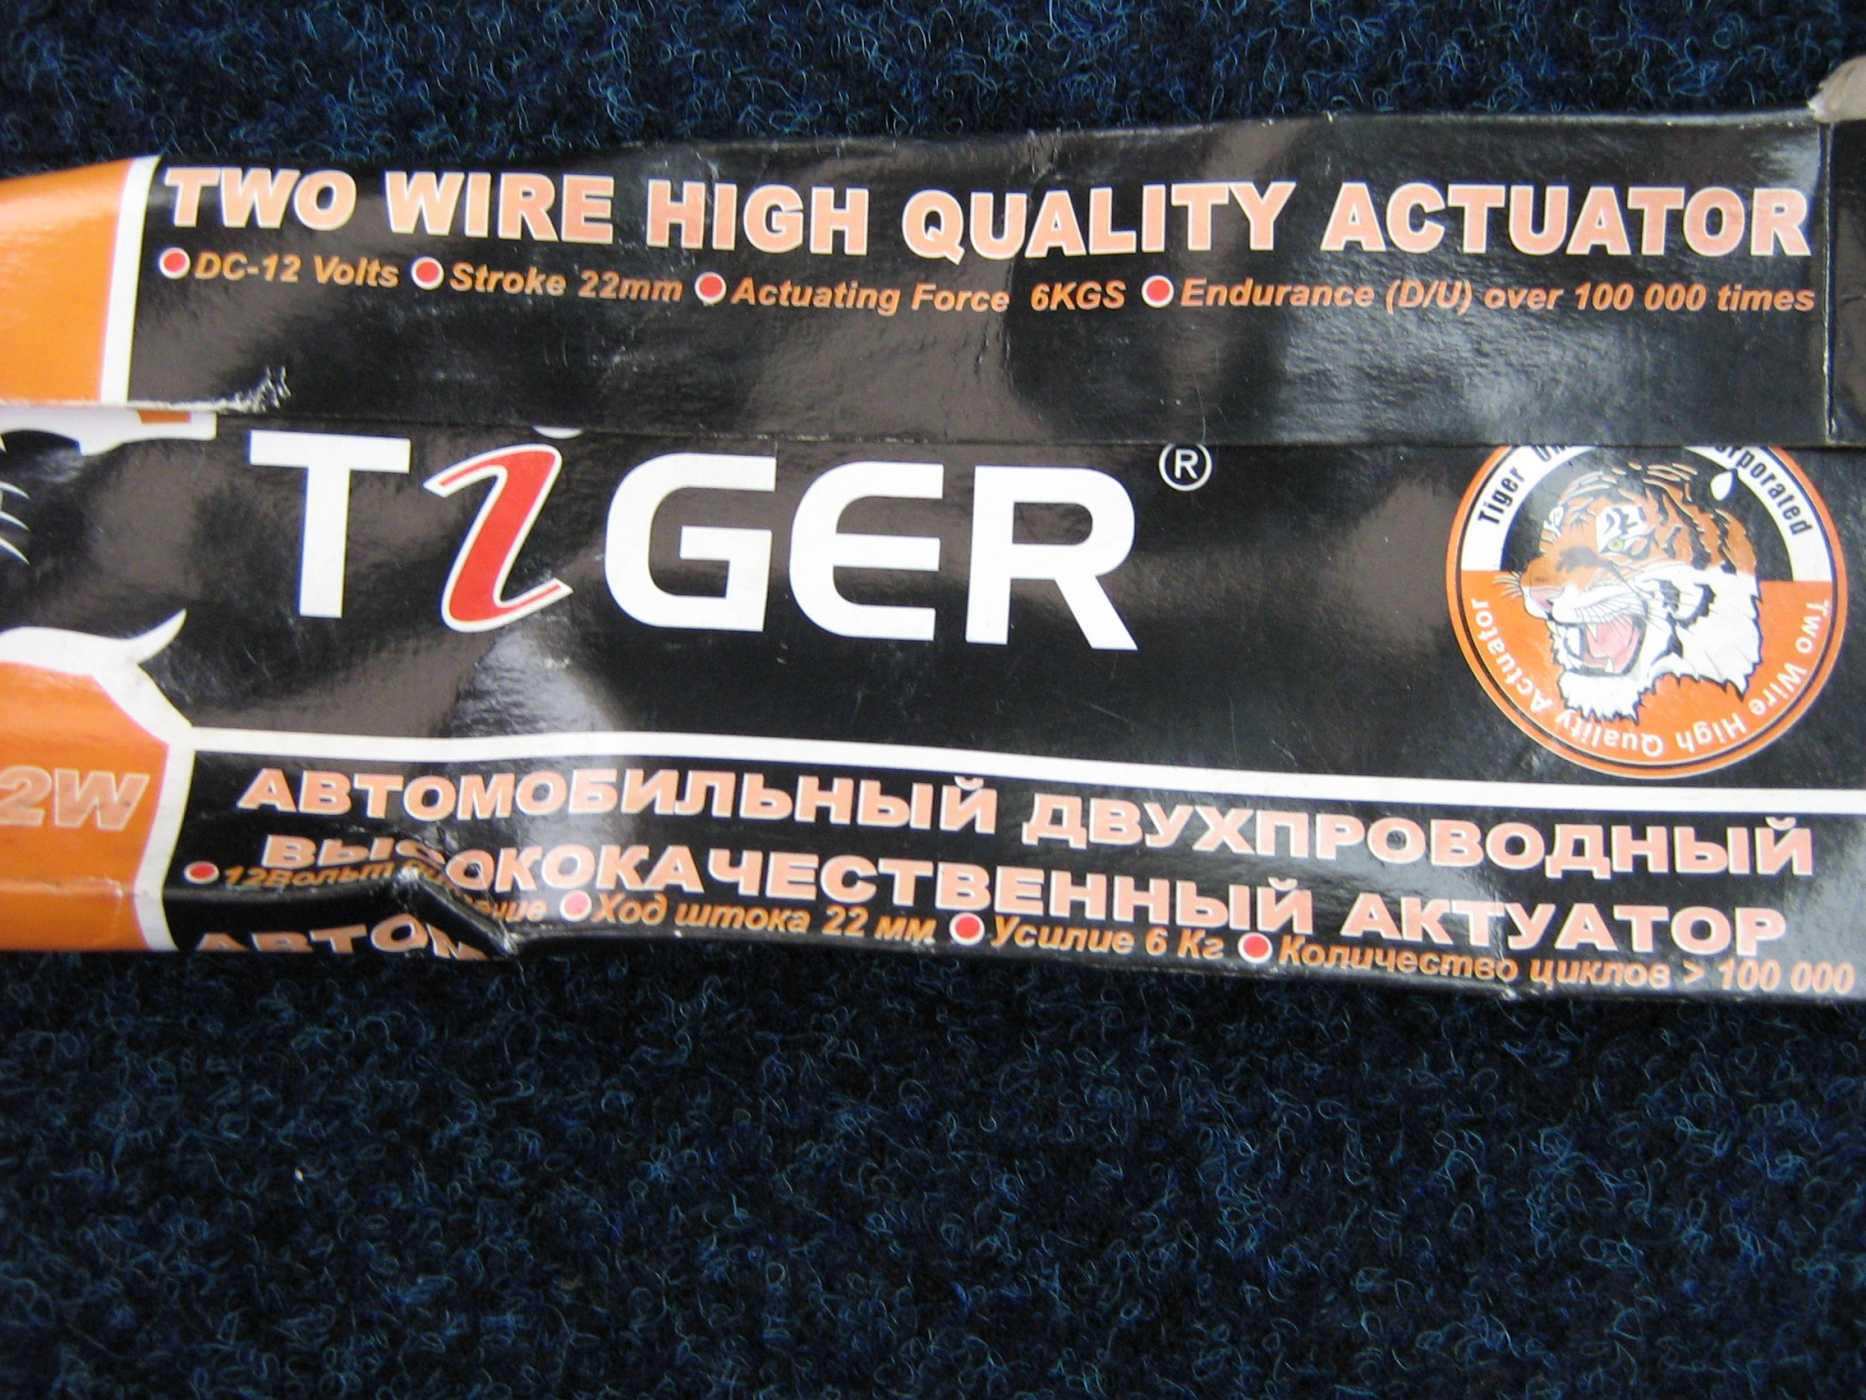 TWO WIRE HIGH QUALITY ACTUATOR
DC-12 Volts Stroke 22mm Actuating Force 6KGS Endurance (D/U) over 100 000 times
TiGER ®
Tiger
Two Wire High Quality Actuator
2W
АВТОМОБИЛЬНЫЙ ДВУХПРОВОДНЫЙ
ВЫСОКОКАЧЕСТВЕННЫЙ АКТУАТОР
12Вольт Ход штока 22 мм Усилие 6 Кг Количество циклов > 100 000